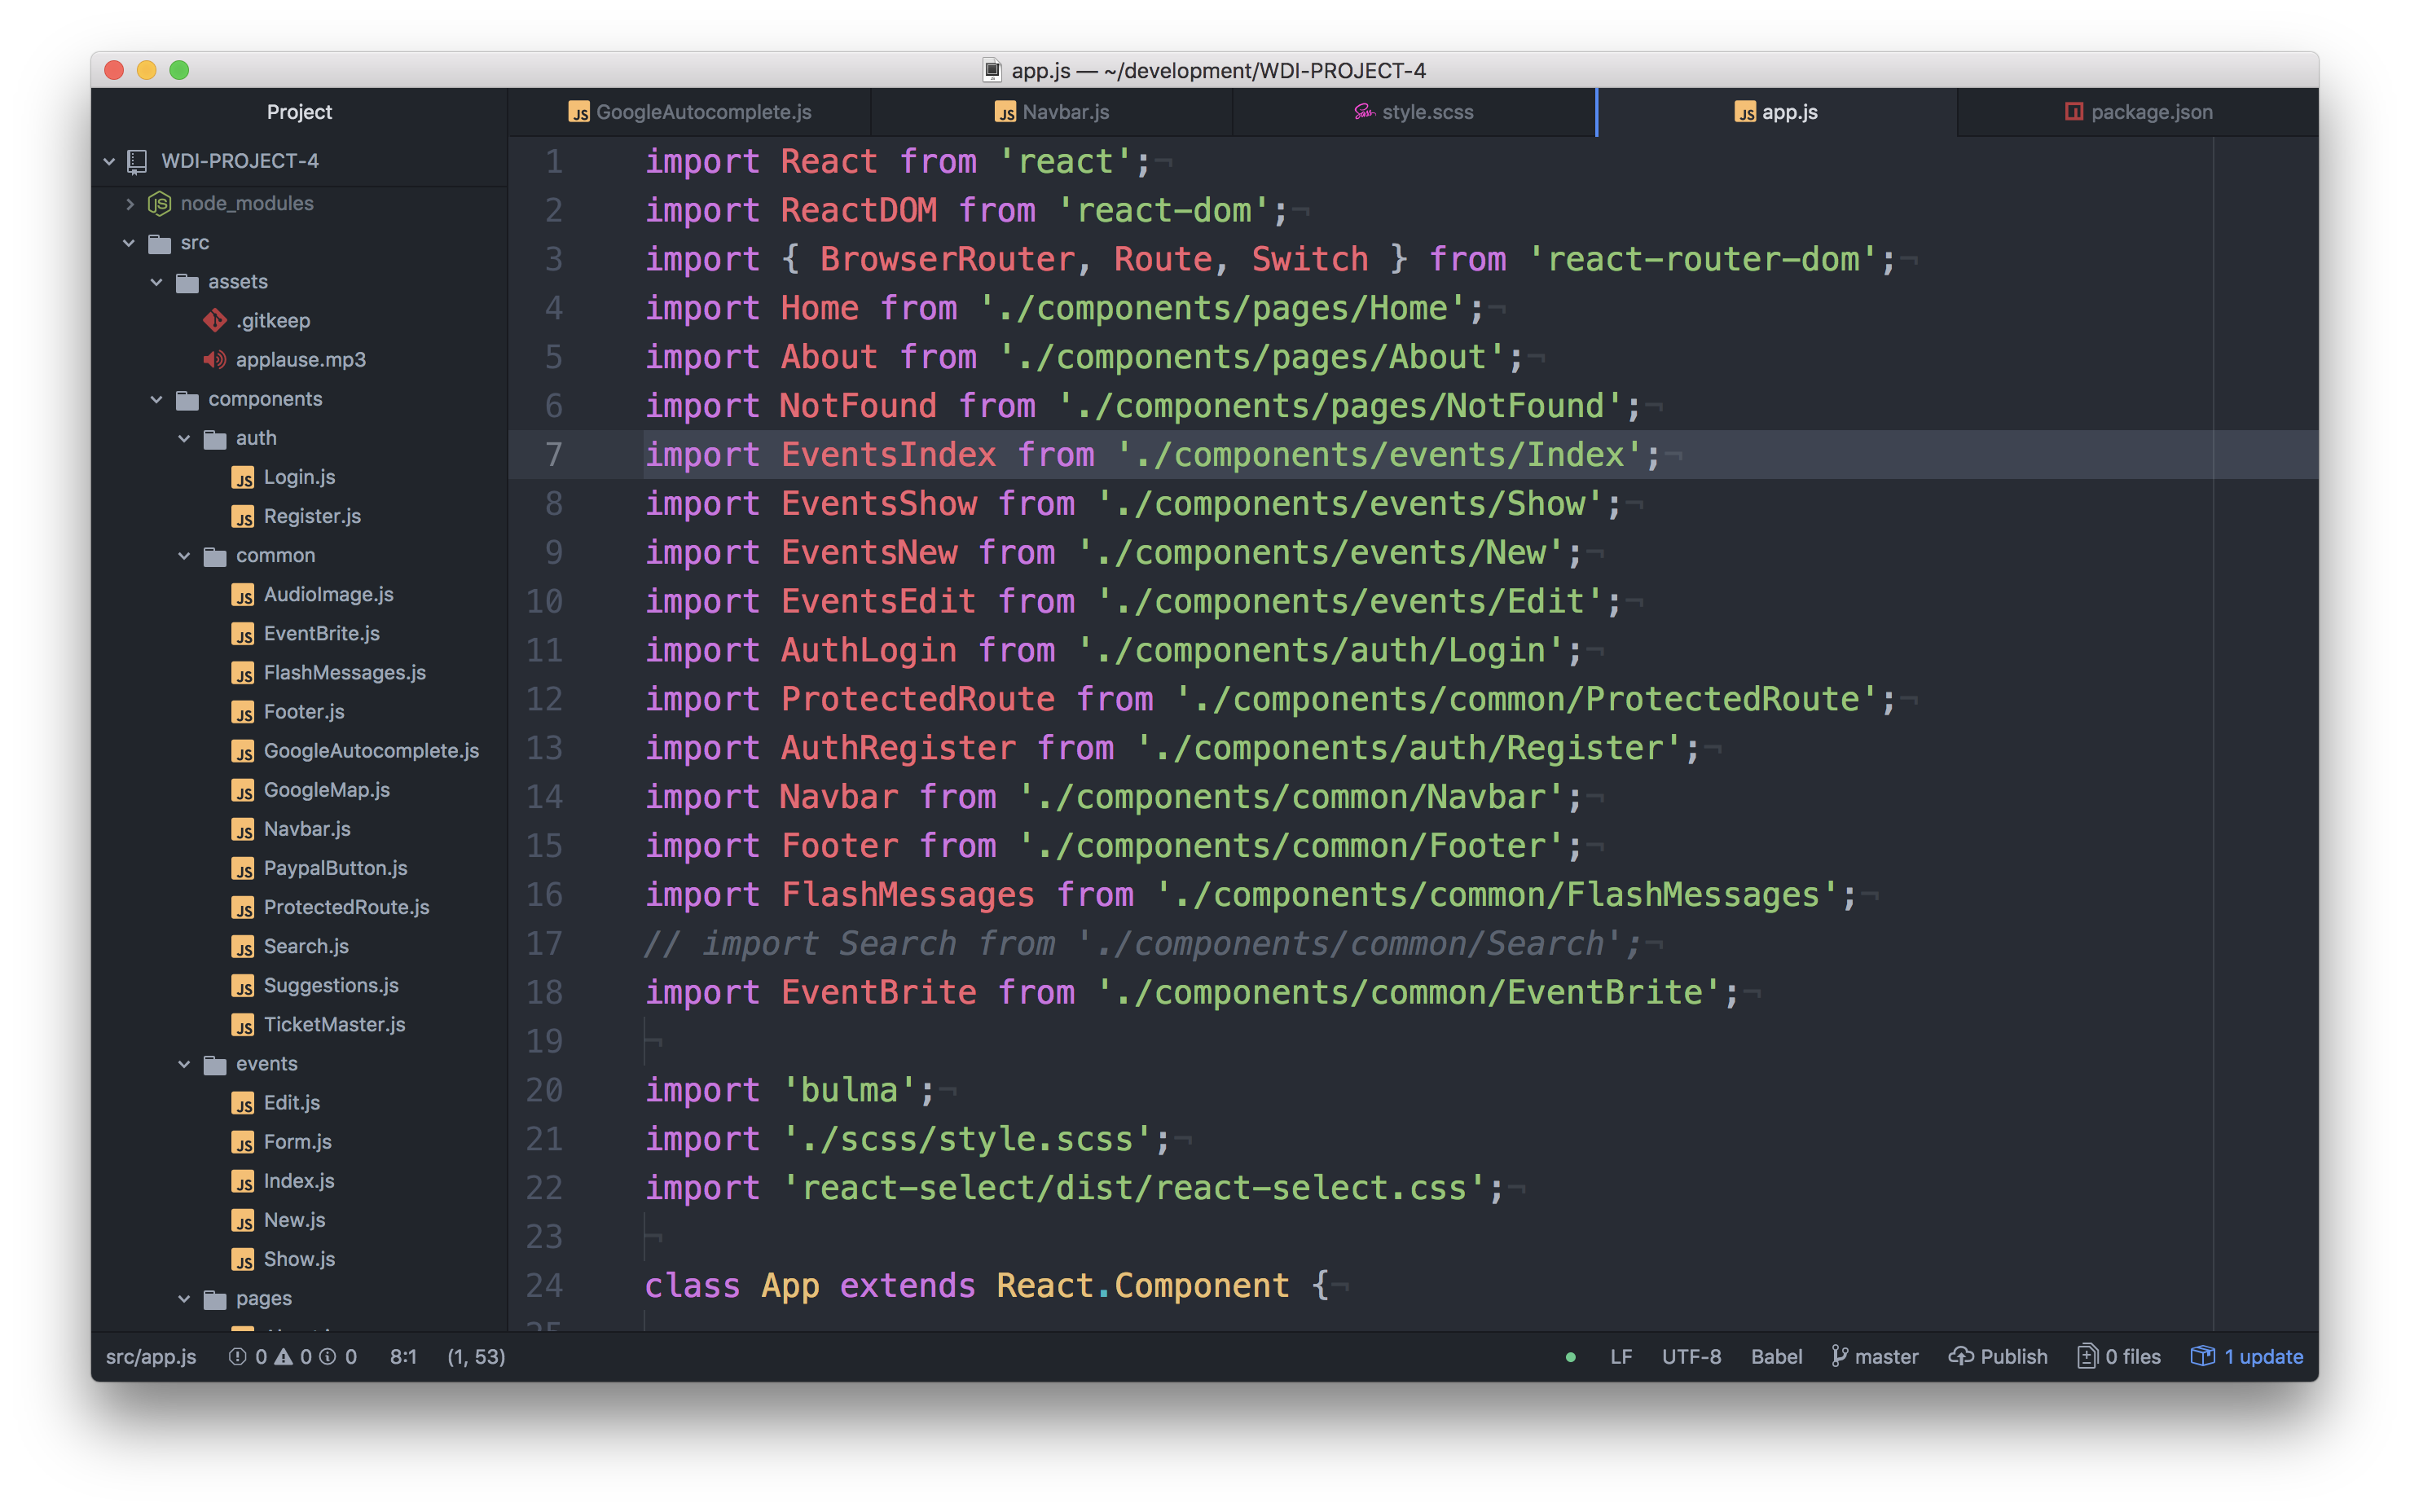 app.js — ~/development/WDI-PROJECT-4
Project
GoogleAutocomplete.js
Navbar.js
style.scss
app.js
package.json
WDI-PROJECT-4
node_modules
src
assets
.gitkeep
applause.mp3
components
auth
Login.js
Register.js
common
AudioImage.js
EventBrite.js
FlashMessages.js
Footer.js
GoogleAutocomplete.js
GoogleMap.js
Navbar.js
PaypalButton.js
ProtectedRoute.js
Search.js
Suggestions.js
TicketMaster.js
events
Edit.js
Form.js
Index.js
New.js
Show.js
pages
1 import React from 'react';¬
2 import ReactDOM from 'react-dom';¬
3 import { BrowserRouter, Route, Switch } from 'react-router-dom';¬
4 import Home from './components/pages/Home';¬
5 import About from './components/pages/About';¬
6 import NotFound from './components/pages/NotFound';¬
7 import EventsIndex from './components/events/Index';¬
8 import EventsShow from './components/events/Show';¬
9 import EventsNew from './components/events/New';¬
10 import EventsEdit from './components/events/Edit';¬
11 import AuthLogin from './components/auth/Login';¬
12 import ProtectedRoute from './components/common/ProtectedRoute';¬
13 import AuthRegister from './components/auth/Register';¬
14 import Navbar from './components/common/Navbar';¬
15 import Footer from './components/common/Footer';¬
16 import FlashMessages from './components/common/FlashMessages';¬
17 // import Search from './components/common/Search';¬
18 import EventBrite from './components/common/EventBrite';¬
19 ¬
20 import 'bulma';¬
21 import './scss/style.scss';¬
22 import 'react-select/dist/react-select.css';¬
23 ¬
24 class App extends React.Component {¬
25
src/app.js 0 0 0 8:1 (1, 53) LF UTF-8 Babel master Publish 0 files 1 update